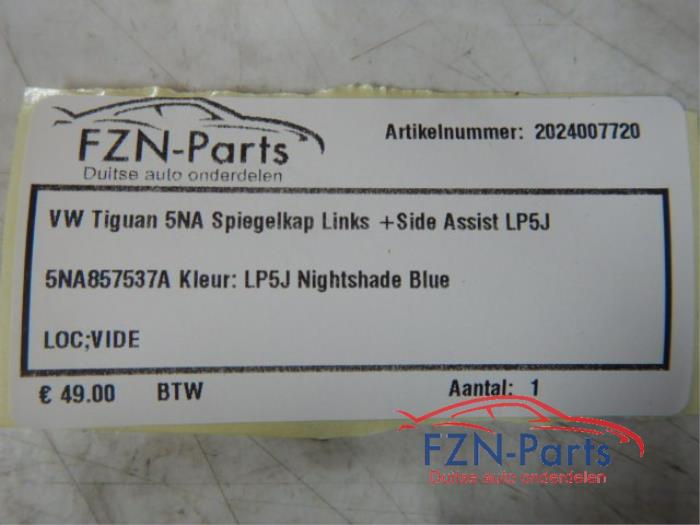 FZN-Parts
Duitse auto onderdelen
Artikelnummer: 2024007720
VW Tiguan 5NA Spiegelkap Links +Side Assist LP5J
5NA857537A Kleur: LP5J Nightshade Blue
LOC;VIDE
€ 49.00 BTW Aantal: 1
FZN-Parts
Duitse auto onderdelen